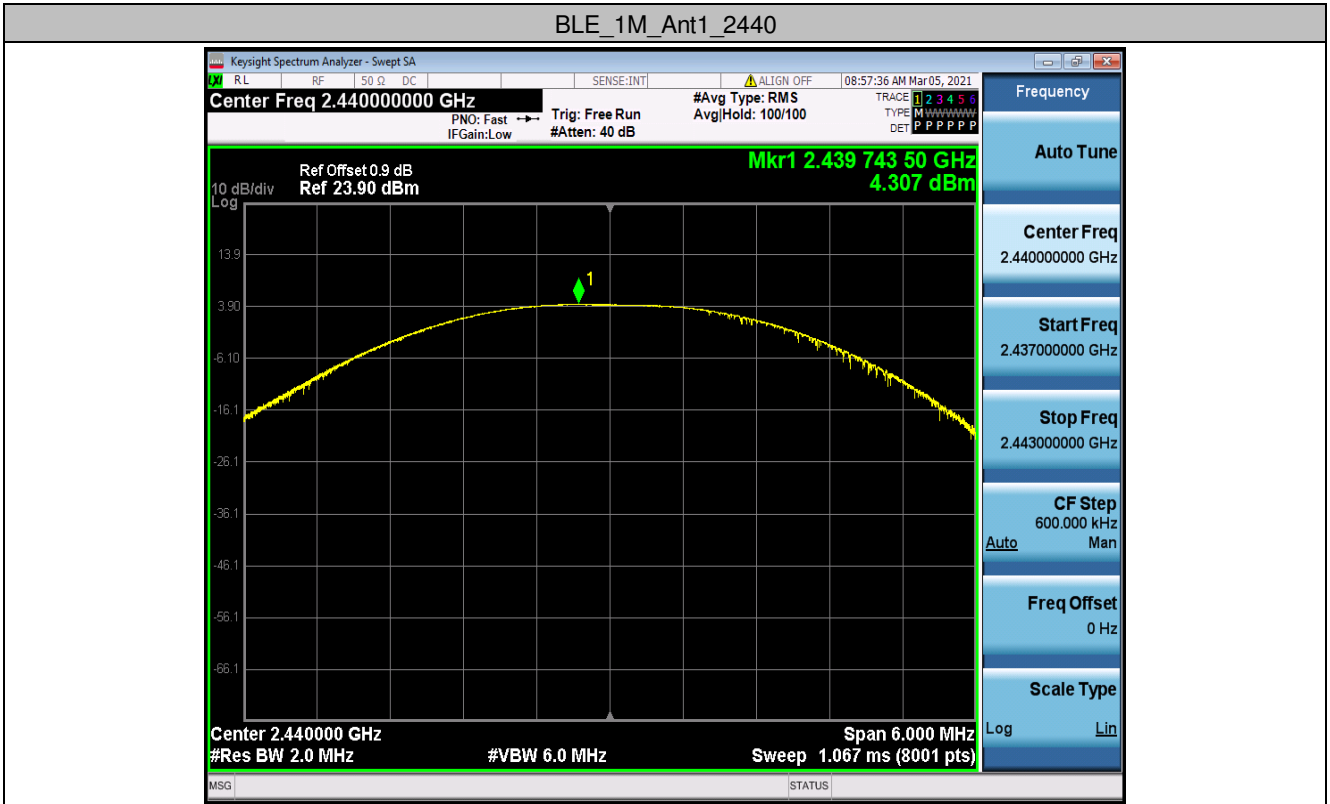 BLE_1M_Ant1_2440
Keysight Spectrum Analyzer - Swept SA
LXI RL RF 50 Ω DC SENSE:INT ALIGN OFF 08:57:36 AM Mar 05, 2021
Center Freq 2.440000000 GHz
PNO: Fast
IFGain:Low
Trig: Free Run
#Atten: 40 dB
#Avg Type: RMS
Avg|Hold: 100/100
TRACE 1 2 3 4 5 6
TYPE M WWWWW
DET P P P P P P
Mkr1 2.439 743 50 GHz
4.307 dBm
Ref Offset 0.9 dB
10 dB/div Ref 23.90 dBm
Log
1
13.9
3.90
-6.10
-16.1
-26.1
-36.1
-46.1
-56.1
-66.1
Center 2.440000 GHz Span 6.000 MHz
#Res BW 2.0 MHz #VBW 6.0 MHz Sweep 1.067 ms (8001 pts)
MSG STATUS
Frequency
Auto Tune
Center Freq
2.440000000 GHz
Start Freq
2.437000000 GHz
Stop Freq
2.443000000 GHz
CF Step
600.000 kHz
Auto Man
Freq Offset
0 Hz
Scale Type
Log Lin